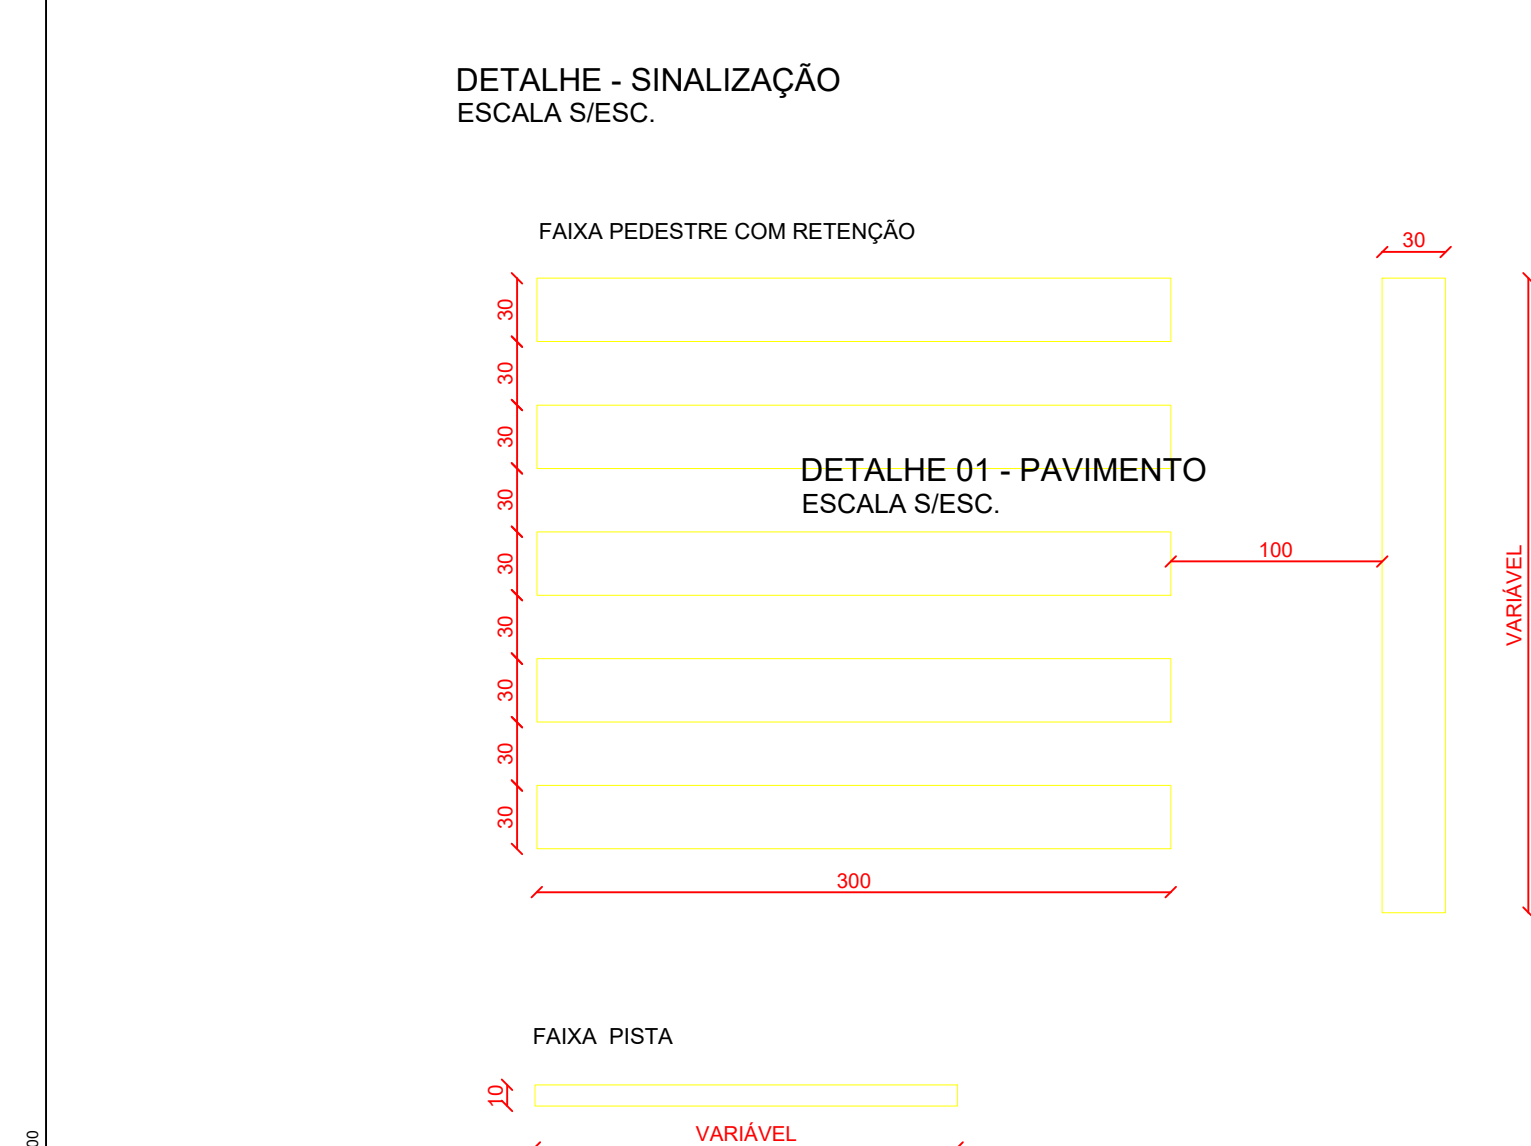 DETALHE - SINALIZAÇÃO
ESCALA S/ESC.
FAIXA PEDESTRE COM RETENÇÃO
30
30
30
30
30
30
30
30
30
30
DETALHE 01 - PAVIMENTO
ESCALA S/ESC.
100
VARIÁVEL
300
FAIXA PISTA
10
VARIÁVEL
00